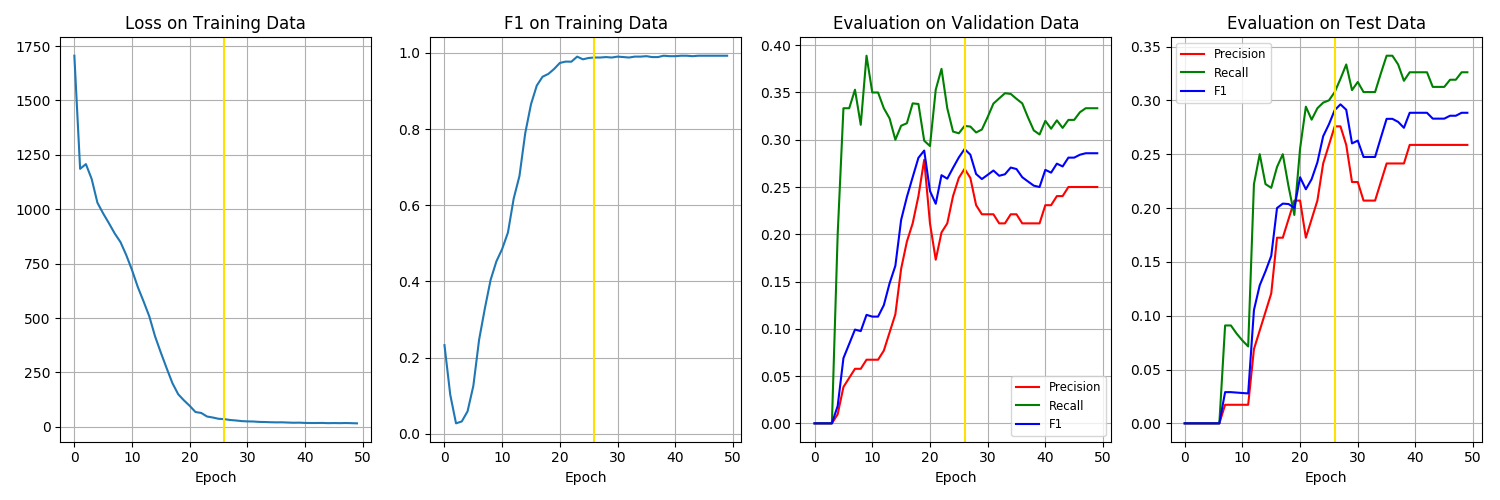 Loss on Training Data
1750
1500
1250
1000
750
500
250
0
0 10 20 30 40 50
Epoch
F1 on Training Data
1.0
0.8
0.6
0.4
0.2
0.0
0 10 20 30 40 50
Epoch
Evaluation on Validation Data
0.40
0.35
0.30
0.25
0.20
0.15
0.10
0.05
0.00
Precision
Recall
F1
0 10 20 30 40 50
Epoch
Evaluation on Test Data
0.35
0.30
0.25
0.20
0.15
0.10
0.05
0.00
Precision
Recall
F1
0 10 20 30 40 50
Epoch